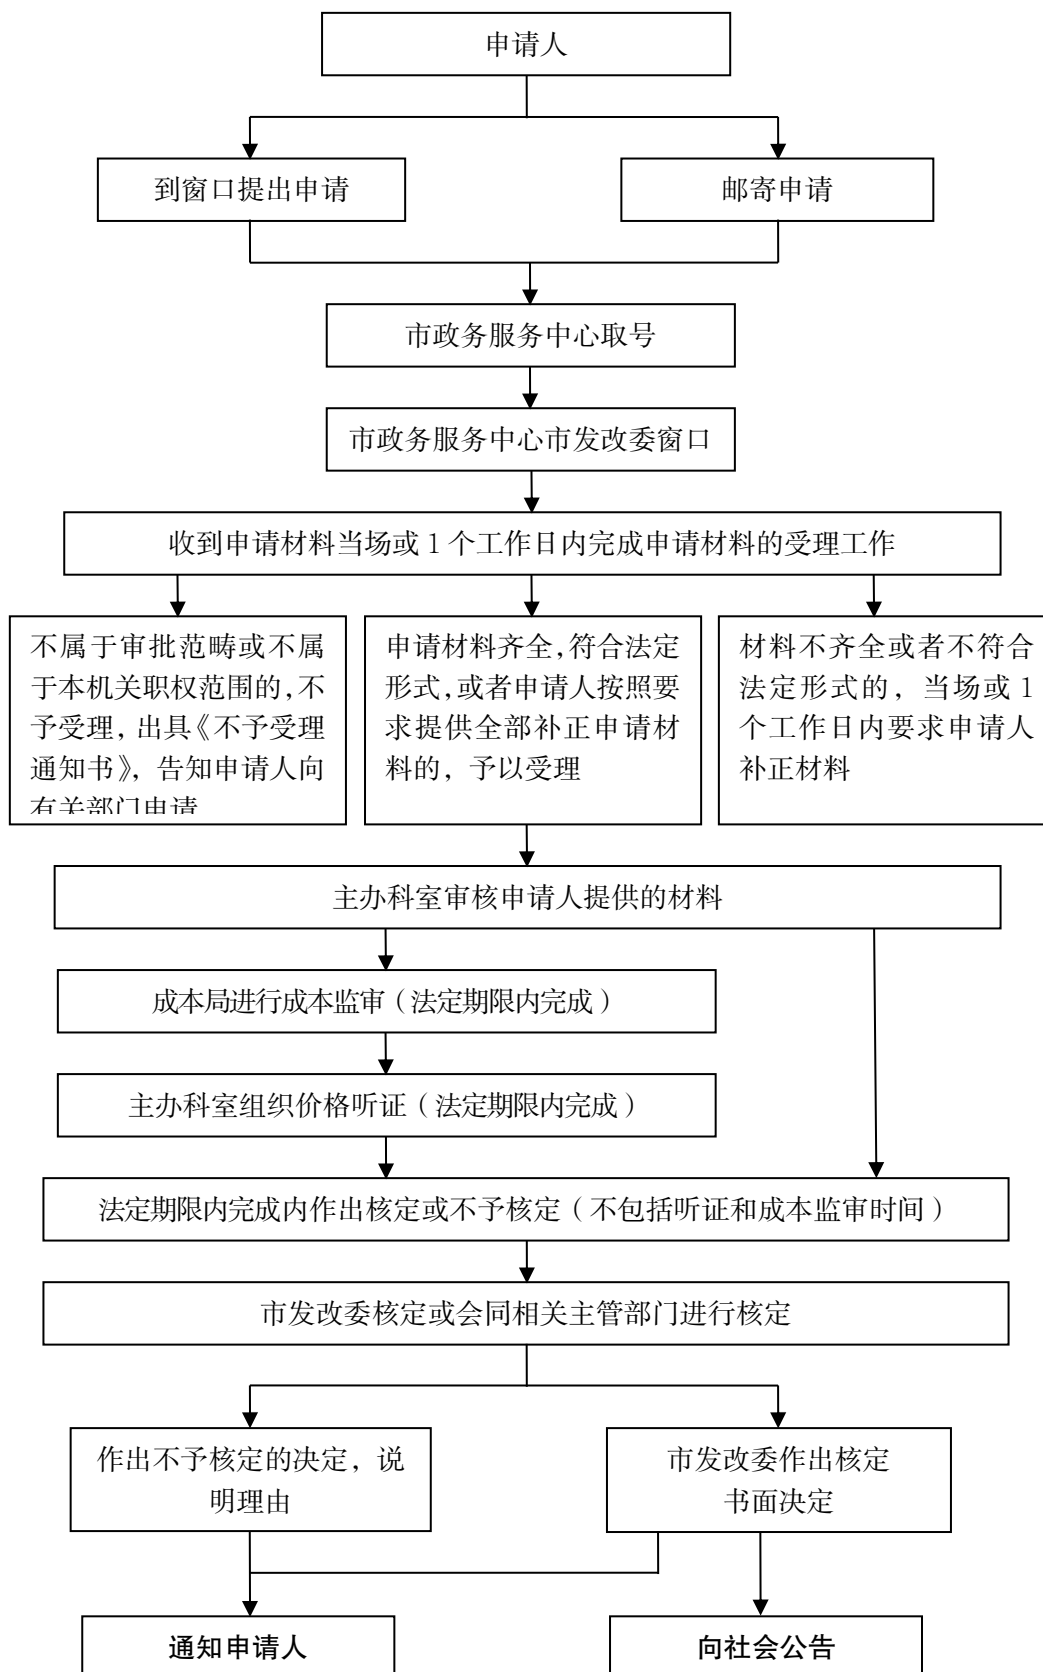 申请人
到窗口提出申请
邮寄申请
市政务服务中心取号
市政务服务中心市发改委窗口
收到申请材料当场或1个工作日内完成申请材料的受理工作
不属于审批范畴或不属
于本机关职权范围的,不
予受理,出具《不予受理
通知书》，告知申请人向
有关部门申请
申请材料齐全,符合法定
形式,或者申请人按照要
求提供全部补正申请材
料的，予以受理
材料不齐全或者不符合
法定形式的，当场或1
个工作日内要求申请人
补正材料
主办科室审核申请人提供的材料
成本局进行成本监审（法定期限内完成）
主办科室组织价格听证（法定期限内完成）
法定期限内完成内作出核定或不予核定（不包括听证和成本监审时间）
市发改委核定或会同相关主管部门进行核定
作出不予核定的决定，说
明理由
市发改委作出核定
书面决定
通知申请人
向社会公告